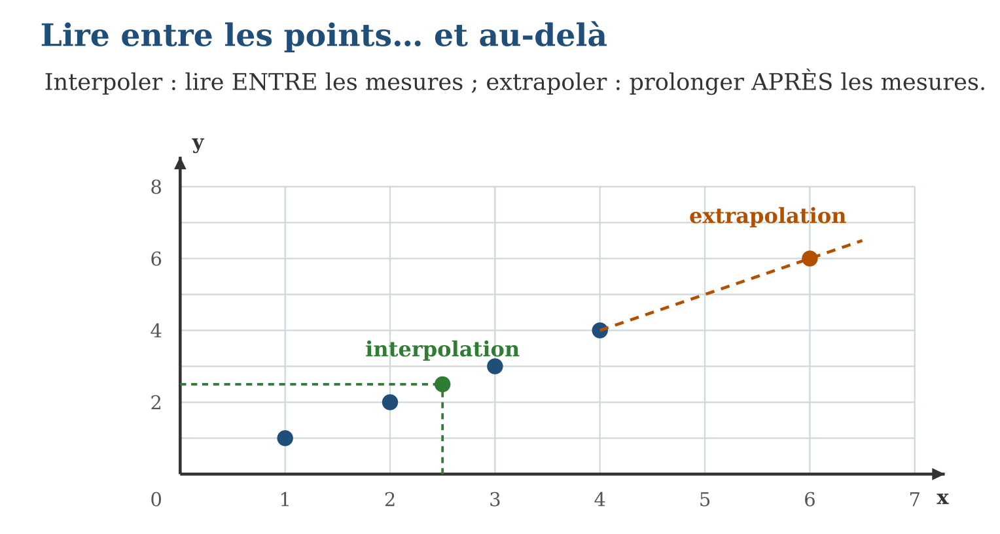 Lire entre les points... et au-delà
Interpoler : lire ENTRE les mesures ; extrapoler : prolonger APRÈS les mesures.
y
8
extrapolation
6
4
interpolation
2
0 1 2 3 4 5 6 7 x